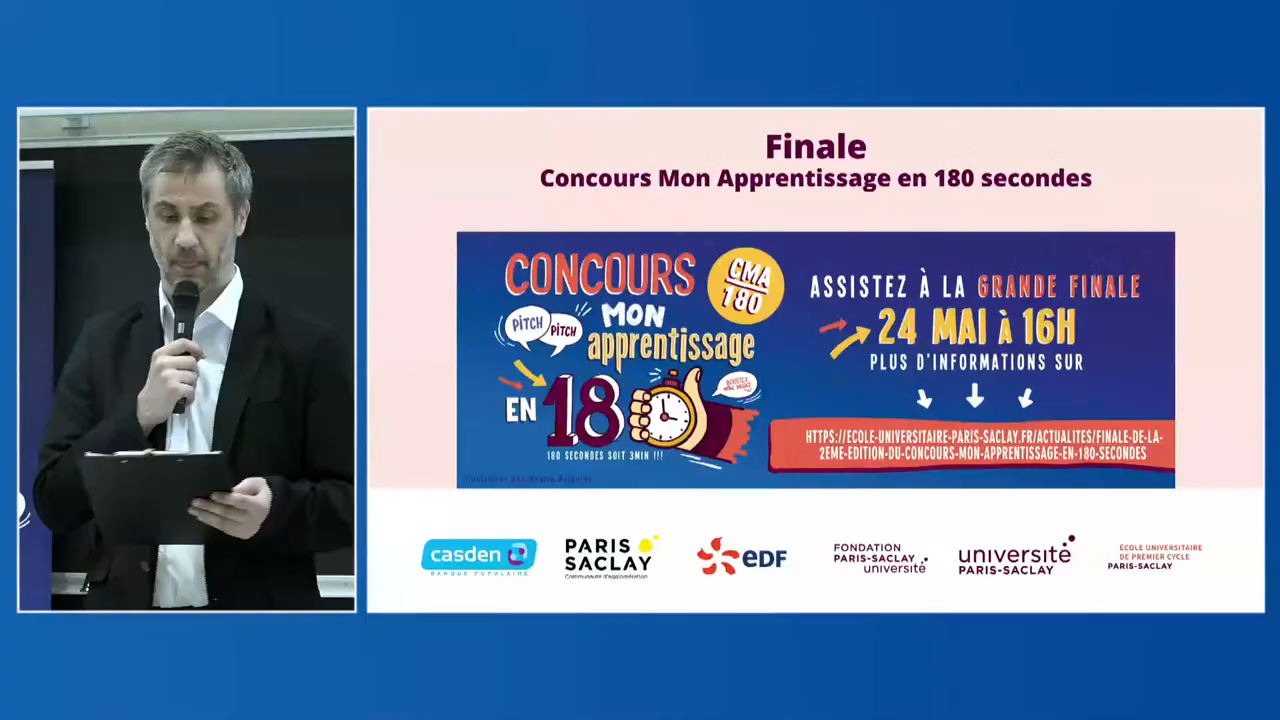 Finale
Concours Mon Apprentissage en 180 secondes
CONCOURS
CMA
180
PITCH
PITCH
MON
apprentissage
EN 180
180 SECONDES SOIT 3MIN !!!
ASSISTEZ À LA GRANDE FINALE
24 MAI À 16H
PLUS D'INFORMATIONS SUR
HTTPS://ECOLE-UNIVERSITAIRE-PARIS-SACLAY.FR/ACTUALITES/FINALE-DE-LA-
2EME-EDITION-DU-CONCOURS-MON-APPRENTISSAGE-EN-180-SECONDES
casden
BANQUE POPULAIRE
PARIS
SACLAY
Communauté d'agglomération
EDF
FONDATION
PARIS-SACLAY
université
université
PARIS-SACLAY
ÉCOLE UNIVERSITAIRE
DE PREMIER CYCLE
PARIS-SACLAY